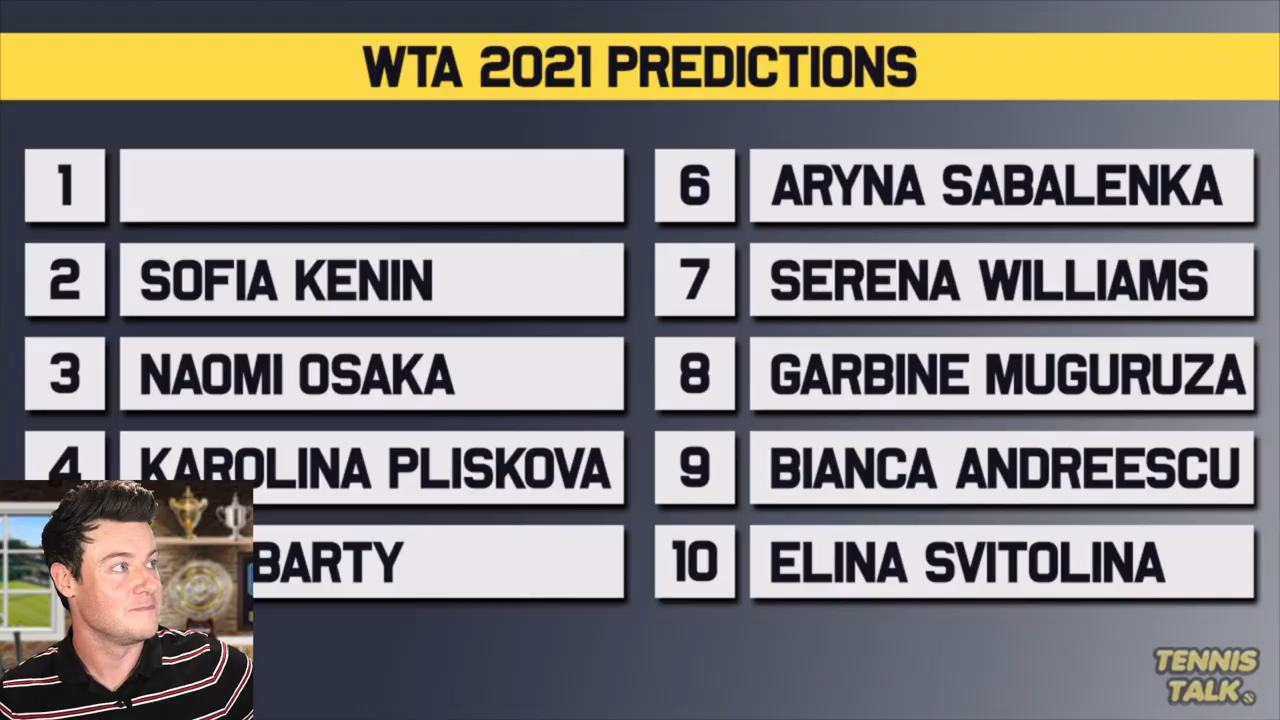 WTA 2021 PREDICTIONS
1
2 SOFIA KENIN
3 NAOMI OSAKA
4 KAROLINA PLISKOVA
BARTY
6 ARYNA SABALENKA
7 SERENA WILLIAMS
8 GARBINE MUGURUZA
9 BIANCA ANDREESCU
10 ELINA SVITOLINA
TENNIS
TALK